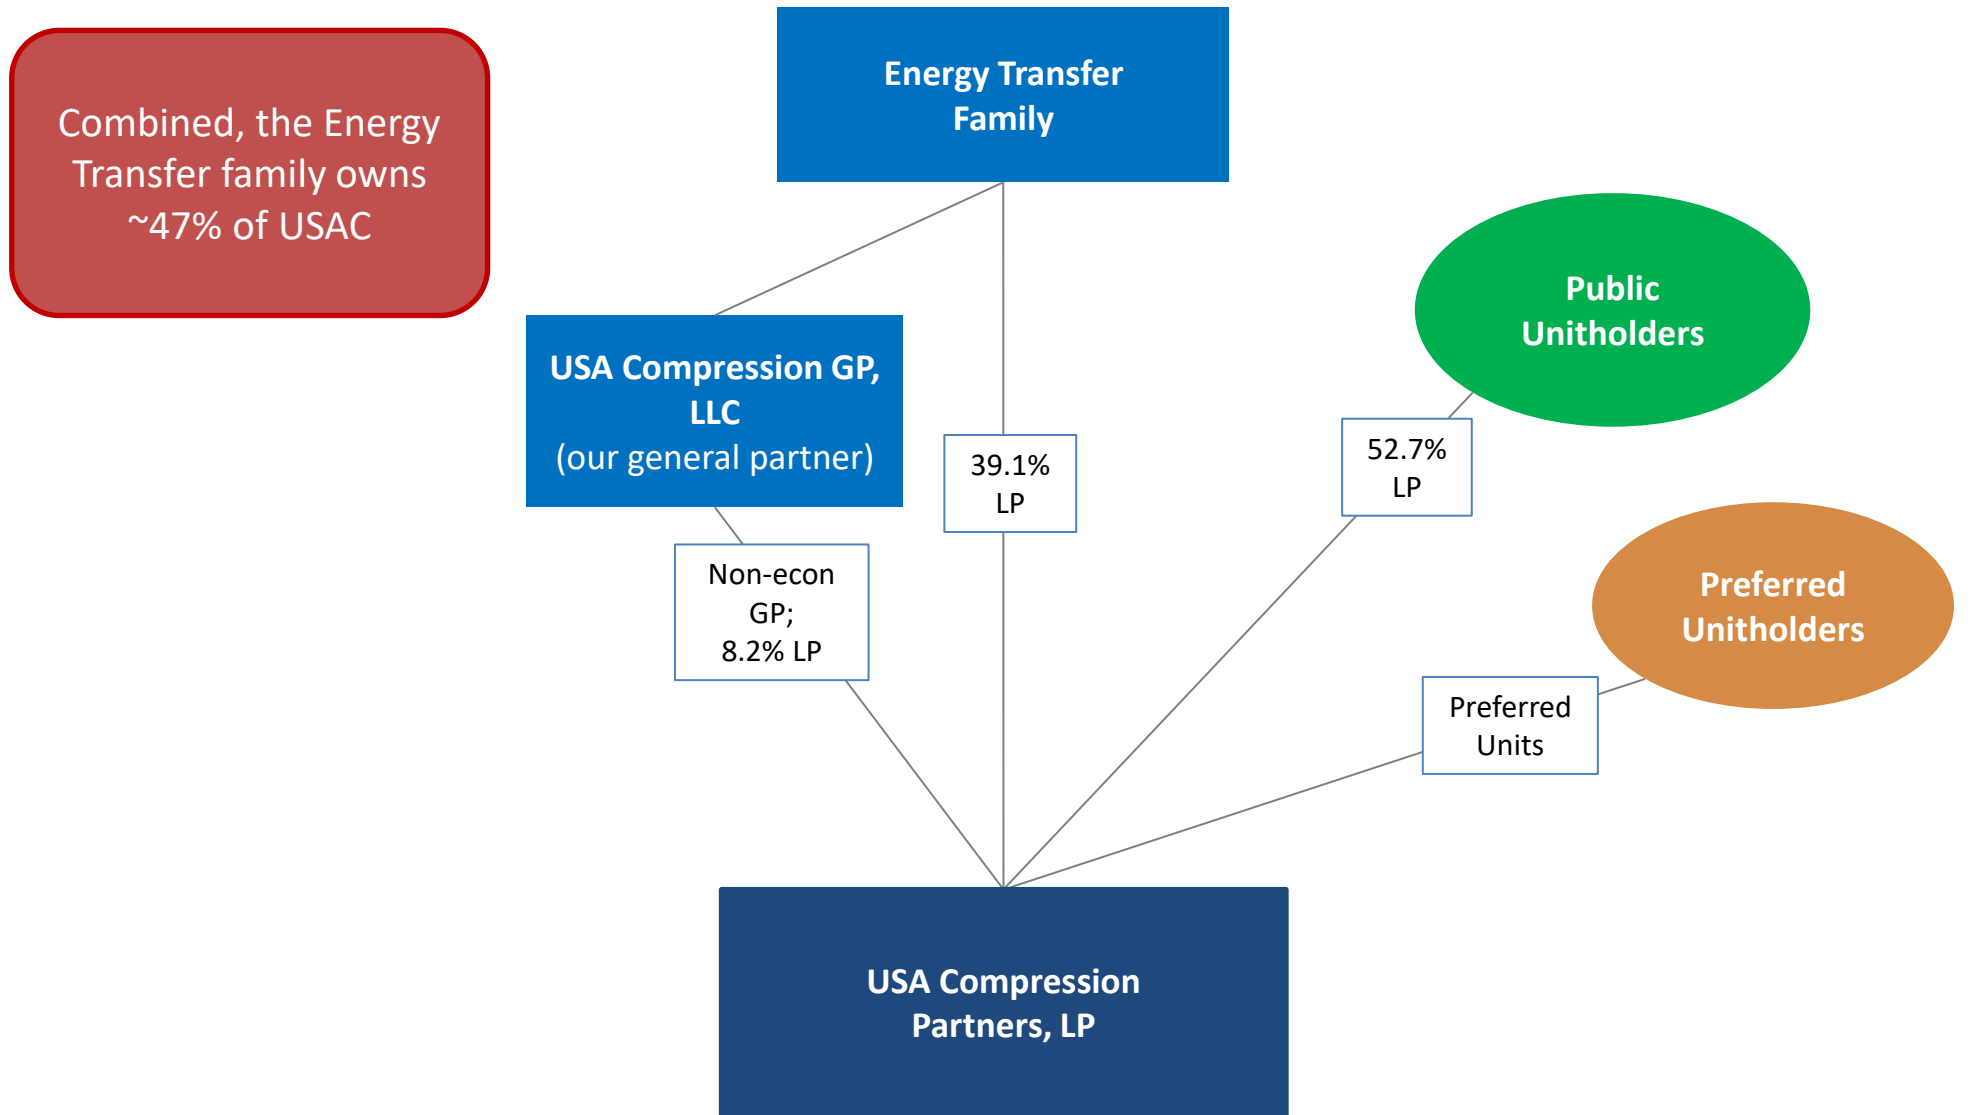 Combined, the Energy
Transfer family owns
~47% of USAC
Energy Transfer
Family
USA Compression GP,
LLC
(our general partner)
Public
Unitholders
39.1%
LP
52.7%
LP
Non-econ
GP;
8.2% LP
Preferred
Unitholders
Preferred
Units
USA Compression
Partners, LP